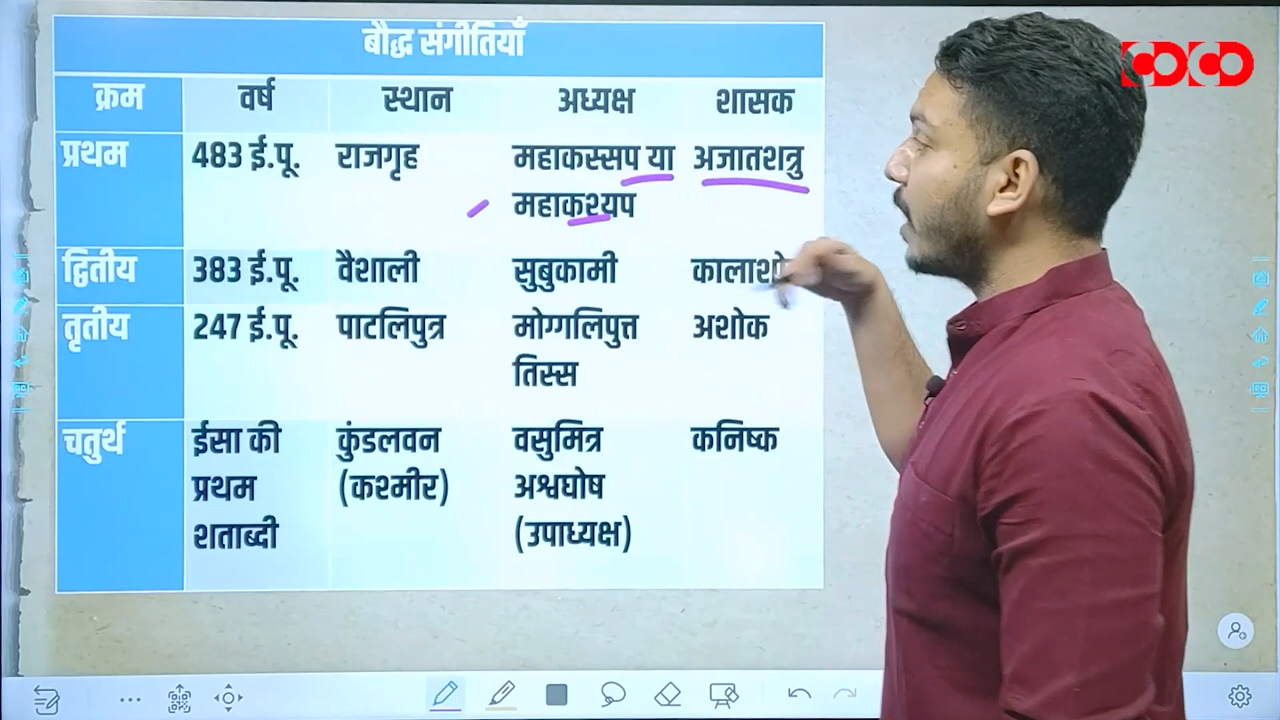 बौद्ध संगीतियाँ
क्रम वर्ष स्थान अध्यक्ष शासक
प्रथम 483 ई.पू. राजगृह महाकस्सप या अजातशत्रु
महाकश्यप
द्वितीय 383 ई.पू. वैशाली सुबुकामी
तृतीय 247 ई.पू. पाटलिपुत्र मोग्गलिपुत्त अशोक
तिस्स
चतुर्थ ईसा की कुंडलवन वसुमित्र कनिष्क
प्रथम (कश्मीर) अश्वघोष
शताब्दी (उपाध्यक्ष)